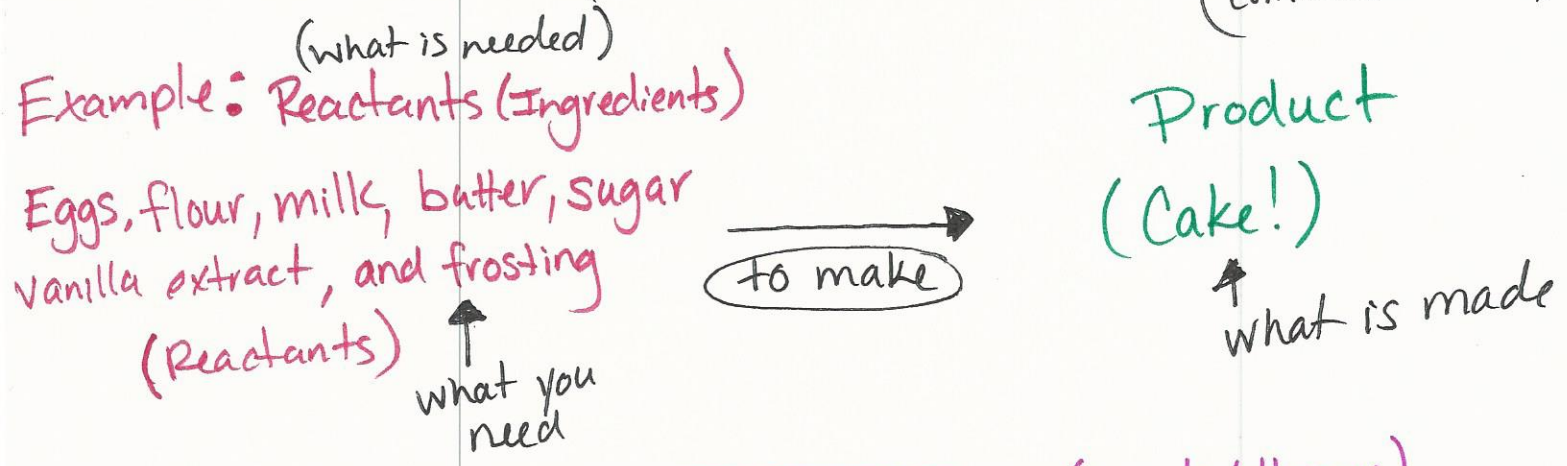 (what is needed)
Example: Reactants (Ingredients)
Eggs, flour, milk, butter, sugar
vanilla extract, and frosting
(Reactants)
what you
need
to make
Product
(Cake!)
what is made